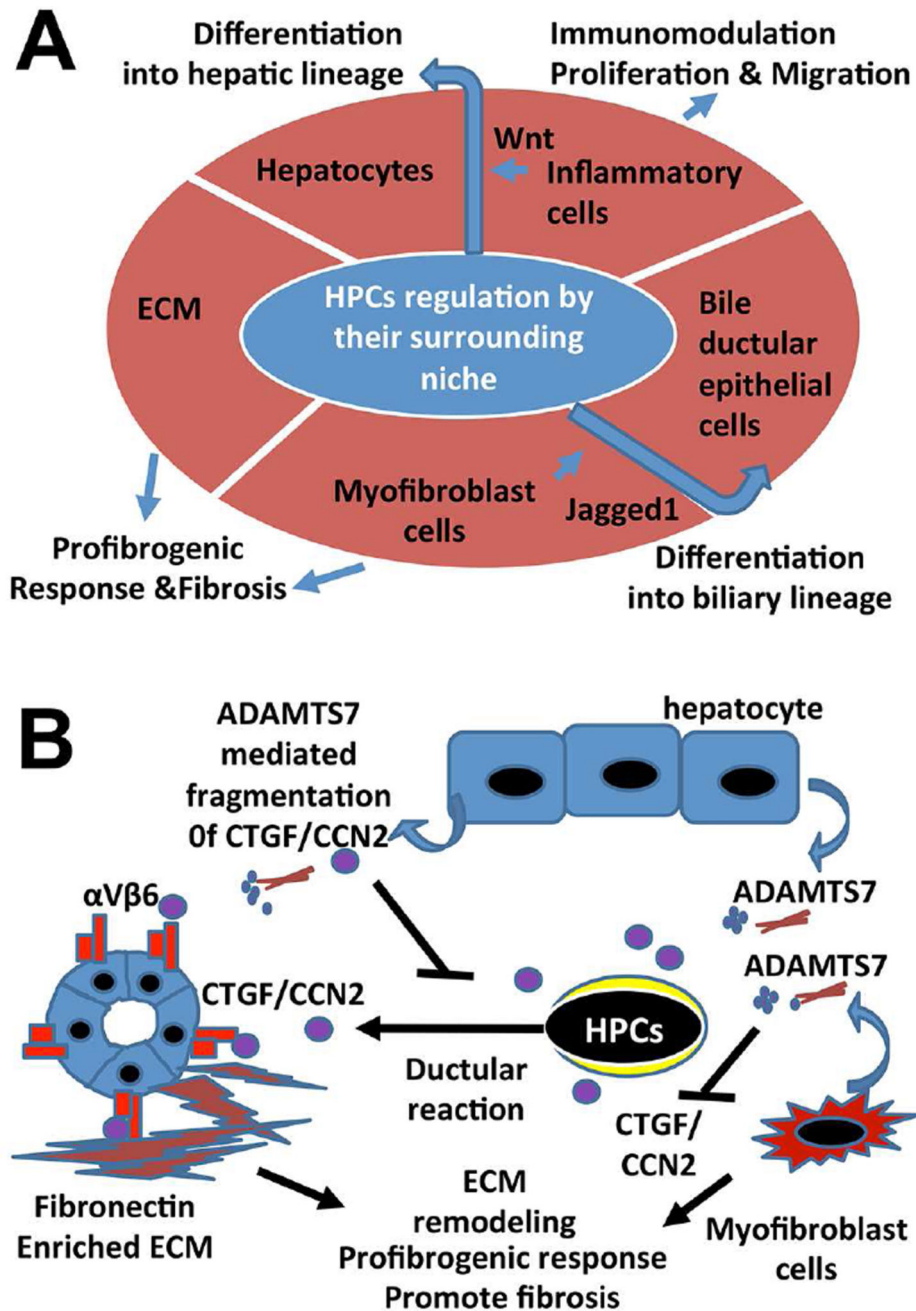 A
Differentiation
into hepatic lineage
Immunomodulation
Proliferation & Migration
Wnt
Hepatocytes
Inflammatory
cells
ECM
HPCs regulation by
their surrounding
niche
Bile
ductular
epithelial
cells
Myofibroblast
cells
Jagged1
Profibrogenic
Response &Fibrosis
Differentiation
into biliary lineage
B
ADAMTS7
mediated
fragmentation
0f CTGF/CCN2
hepatocyte
αVβ6
ADAMTS7
ADAMTS7
CTGF/CCN2
HPCs
Ductular
reaction
CTGF/
CCN2
Fibronectin
Enriched ECM
ECM
remodeling
Profibrogenic response
Promote fibrosis
Myofibroblast
cells